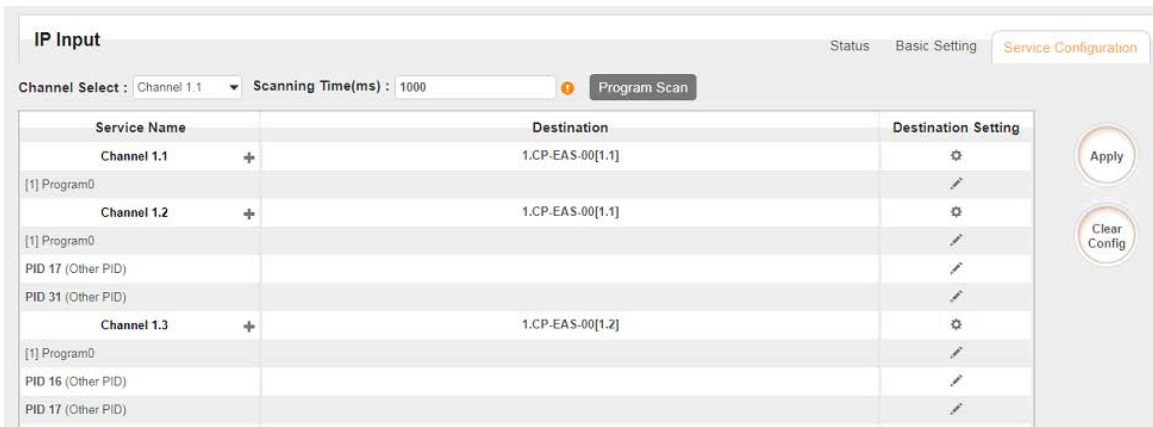 IP Input
Status Basic Setting Service Configuration
Channel Select : Channel 1.1 Scanning Time(ms) : 1000 Program Scan
Service Name Destination Destination Setting
Channel 1.1 1.CP-EAS-00[1.1]
Apply
[1] Program0
Channel 1.2 1.CP-EAS-00[1.1]
Clear
Config
[1] Program0
PID 17 (Other PID)
PID 31 (Other PID)
Channel 1.3 1.CP-EAS-00[1.2]
[1] Program0
PID 16 (Other PID)
PID 17 (Other PID)